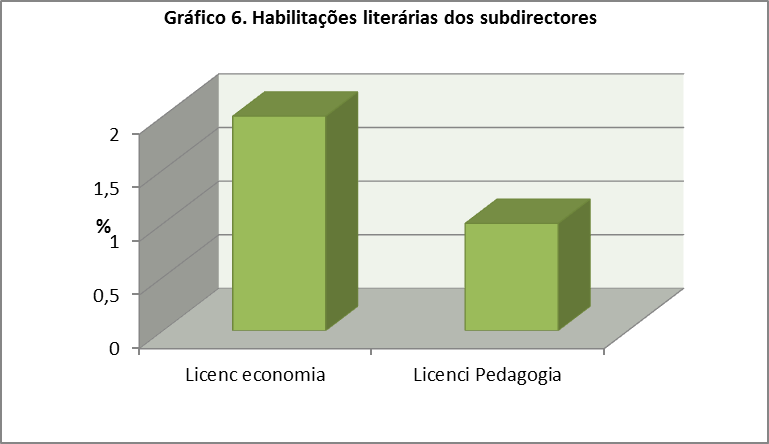 Gráfico 6. Habilitações literárias dos subdirectores
2
1,5
%
1
0,5
0
Licenc economia
Licenci Pedagogia